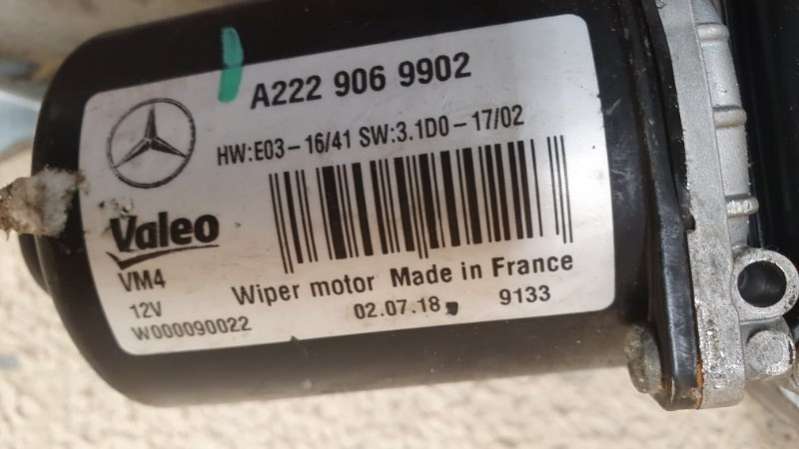 A222 906 9902
HW:E03-16/41 SW:3.1D0-17/02
Valeo
VM4
12V
W000090022
Wiper motor Made in France
02.07.18 9133